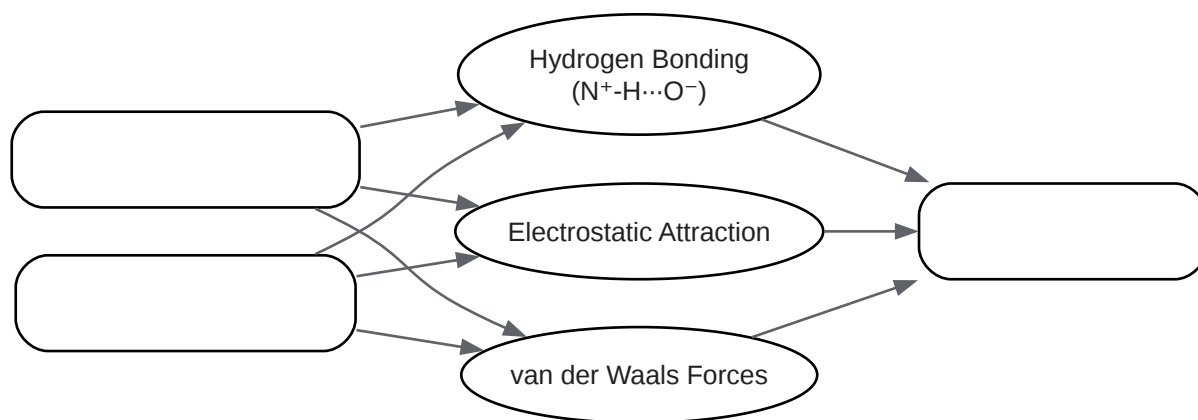 Hydrogen Bonding
(N⁺-H···O⁻)
Electrostatic Attraction
van der Waals Forces